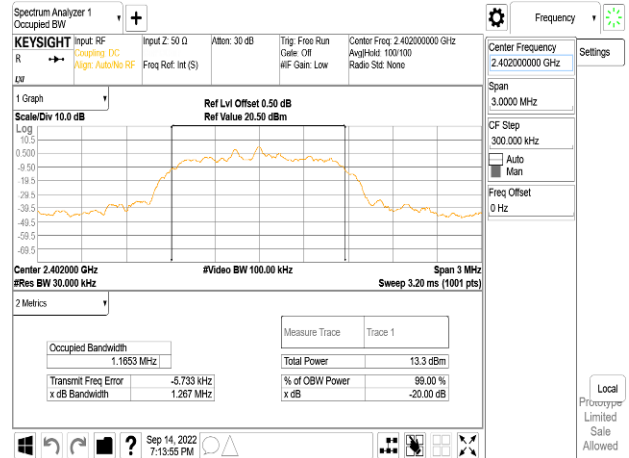 Spectrum Analyzer 1
Occupied BW
+
Frequency
KEYSIGHT
R
Input: RF
Coupling: DC
Align: Auto/No RF
Input Z: 50 Ω
Freq Ref: Int (S)
Atten: 30 dB
Trig: Free Run
Gate: Off
#IF Gain: Low
Center Freq: 2.402000000 GHz
Avg|Hold: 100/100
Radio Std: None
Center Frequency
2.402000000 GHz
Settings
Span
3.0000 MHz
CF Step
300.000 kHz
Auto
Man
Freq Offset
0 Hz
1 Graph
Scale/Div 10.0 dB
Ref Lvl Offset 0.50 dB
Ref Value 20.50 dBm
Log
10.5
0.500
-9.50
-19.5
-29.5
-39.5
-49.5
-59.5
-69.5
Center 2.402000 GHz
#Res BW 30.000 kHz
#Video BW 100.00 kHz
Span 3 MHz
Sweep 3.20 ms (1001 pts)
2 Metrics
Measure Trace Trace 1
Occupied Bandwidth
1.1653 MHz
Total Power 13.3 dBm
Transmit Freq Error -5.733 kHz
% of OBW Power 99.00 %
x dB Bandwidth 1.267 MHz
x dB -20.00 dB
Local
Prototype
Limited
Sale
Allowed
?
Sep 14, 2022
7:13:55 PM